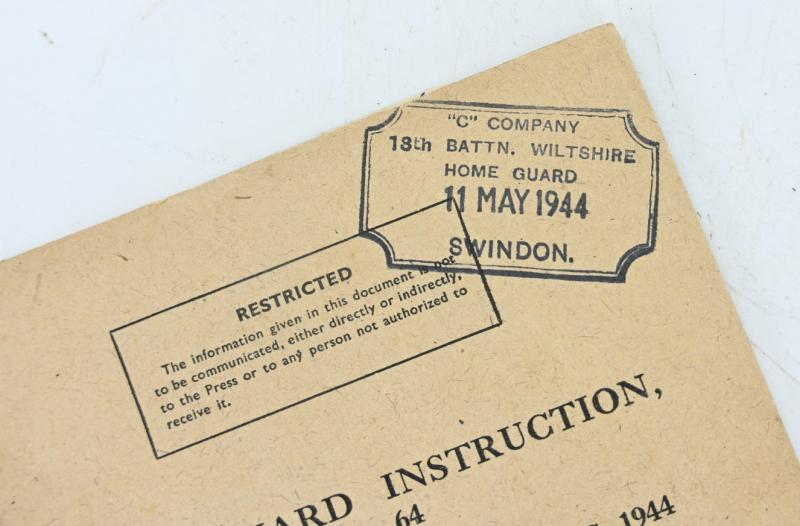 "C" COMPANY
13th BATTN. WILTSHIRE
HOME GUARD
11 MAY 1944
SWINDON.
RESTRICTED
The information given in this document is not
to be communicated, either directly or indirectly,
to the Press or to any person not authorized to
receive it.
INSTRUCTION,
64
1944